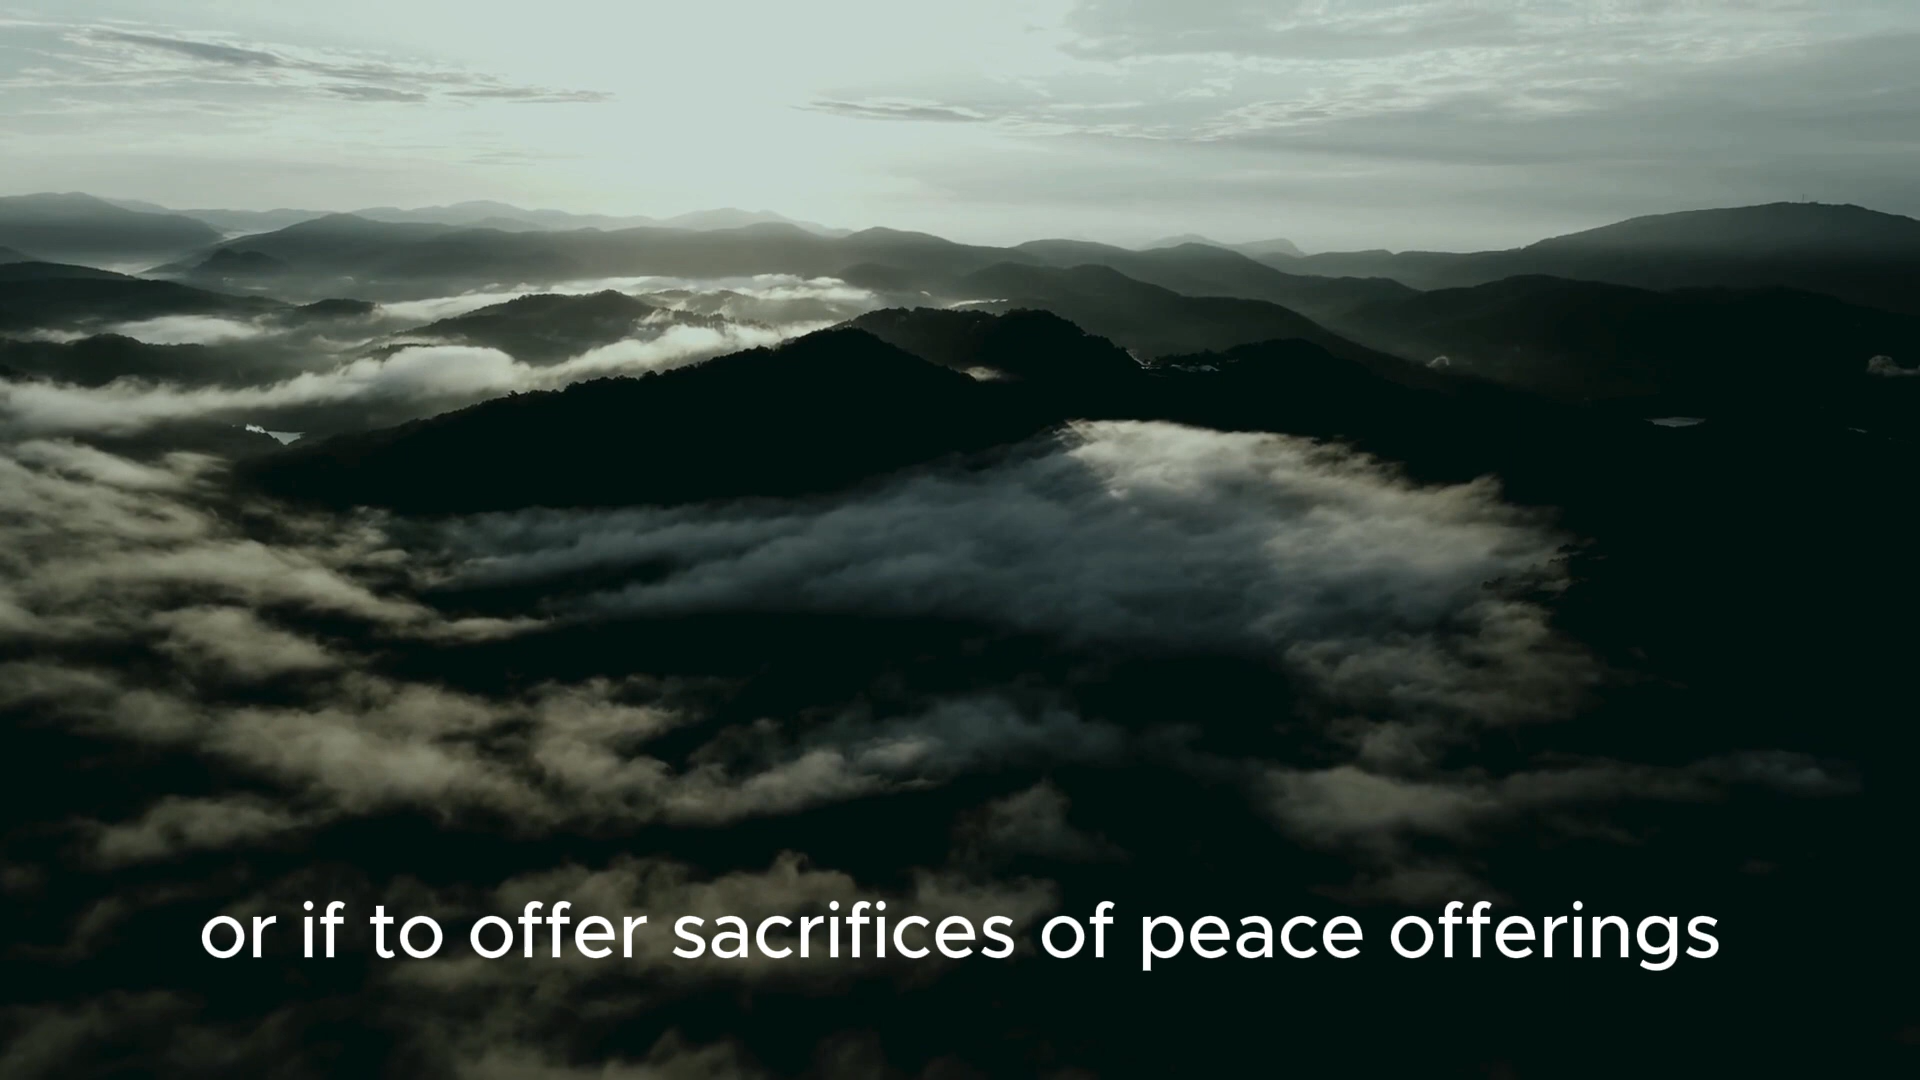 or if to offer sacrifices of peace offerings